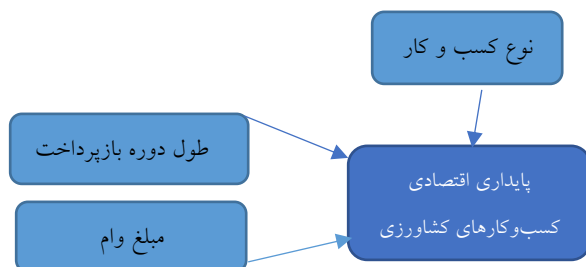 نوع کسب و کار
طول دوره بازپرداخت
پایداری اقتصادی
کسب‌وکارهای کشاورزی
مبلغ وام